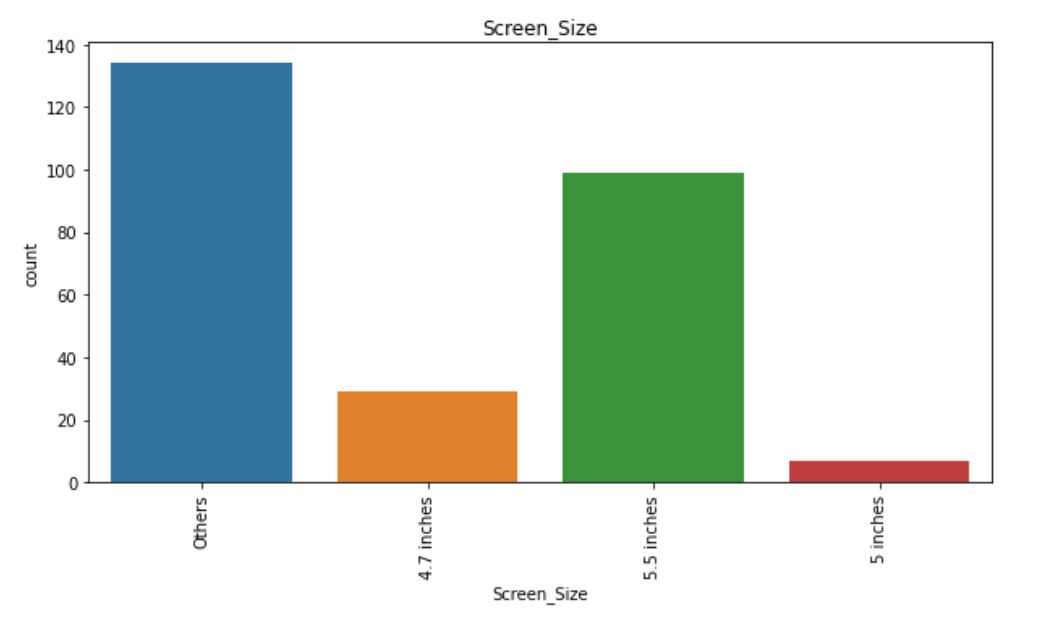 Screen_Size
140
120
100
80
60
40
20
0
count
Others
4.7 inches
5.5 inches
5 inches
Screen_Size